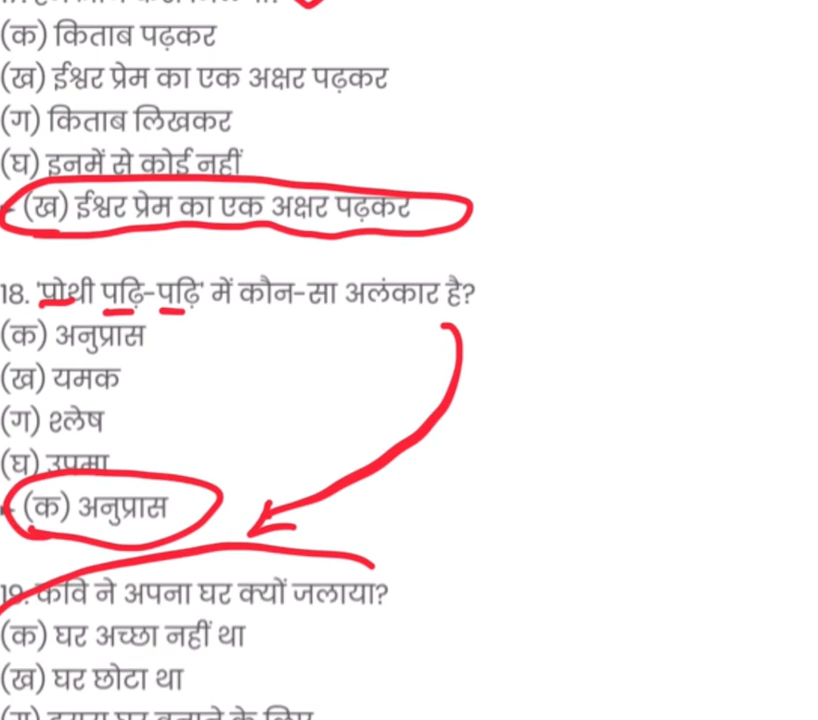 (क) किताब पढ़कर
(ख) ईश्वर प्रेम का एक अक्षर पढ़कर
(ग) किताब लिखकर
(घ) इनमें से कोई नहीं
(ख) ईश्वर प्रेम का एक अक्षर पढ़कर
18. 'पोथी पढ़ि-पढ़ि' में कौन-सा अलंकार है?
(क) अनुप्रास
(ख) यमक
(ग) श्लेष
(घ) उपमा
(क) अनुप्रास
19. कवि ने अपना घर क्यों जलाया?
(क) घर अच्छा नहीं था
(ख) घर छोटा था